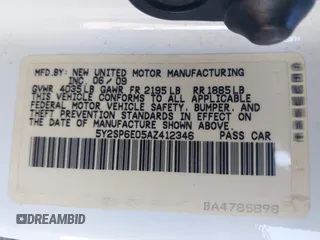 MFD.BY: NEW UNITED MOTOR MANUFACTURING
INC. 06/09
GVWR 4035LB GAWR FR 2195LB RR 1885LB
THIS VEHICLE CONFORMS TO ALL APPLICABLE
FEDERAL MOTOR VEHICLE SAFETY, BUMPER, AND
THEFT PREVENTION STANDARDS IN EFFECT ON
THE DATE OF MANUFACTURE SHOWN ABOVE.
5Y2SP6E05AZ412346 PASS CAR
BA4785898
DREAMBID